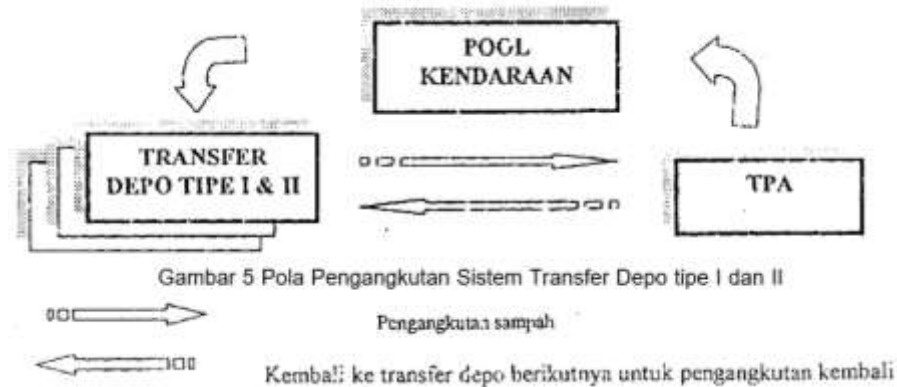 POOL
KENDARAAN
TRANSFER
DEPO TIPE I & II
TPA
Gambar 5 Pola Pengangkutan Sistem Transfer Depo tipe I dan II
Pengangkutan sampah
Kembali ke transfer depo berikutnya untuk pengangkutan kembali